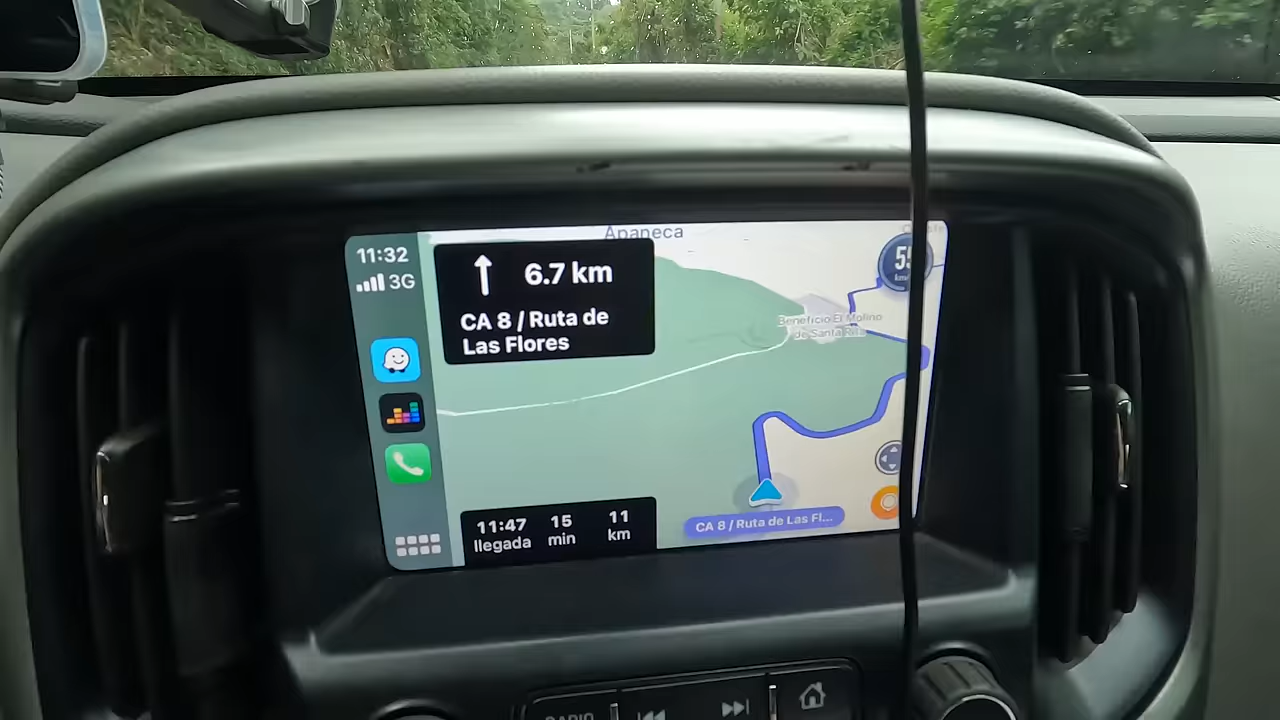 Apaneca
11:32
3G
6.7 km
CA 8 / Ruta de
Las Flores
Beneficio El Molino
de Santa Rita
11:47
llegada
15
min
11
km
CA 8 / Ruta de Las Fl...